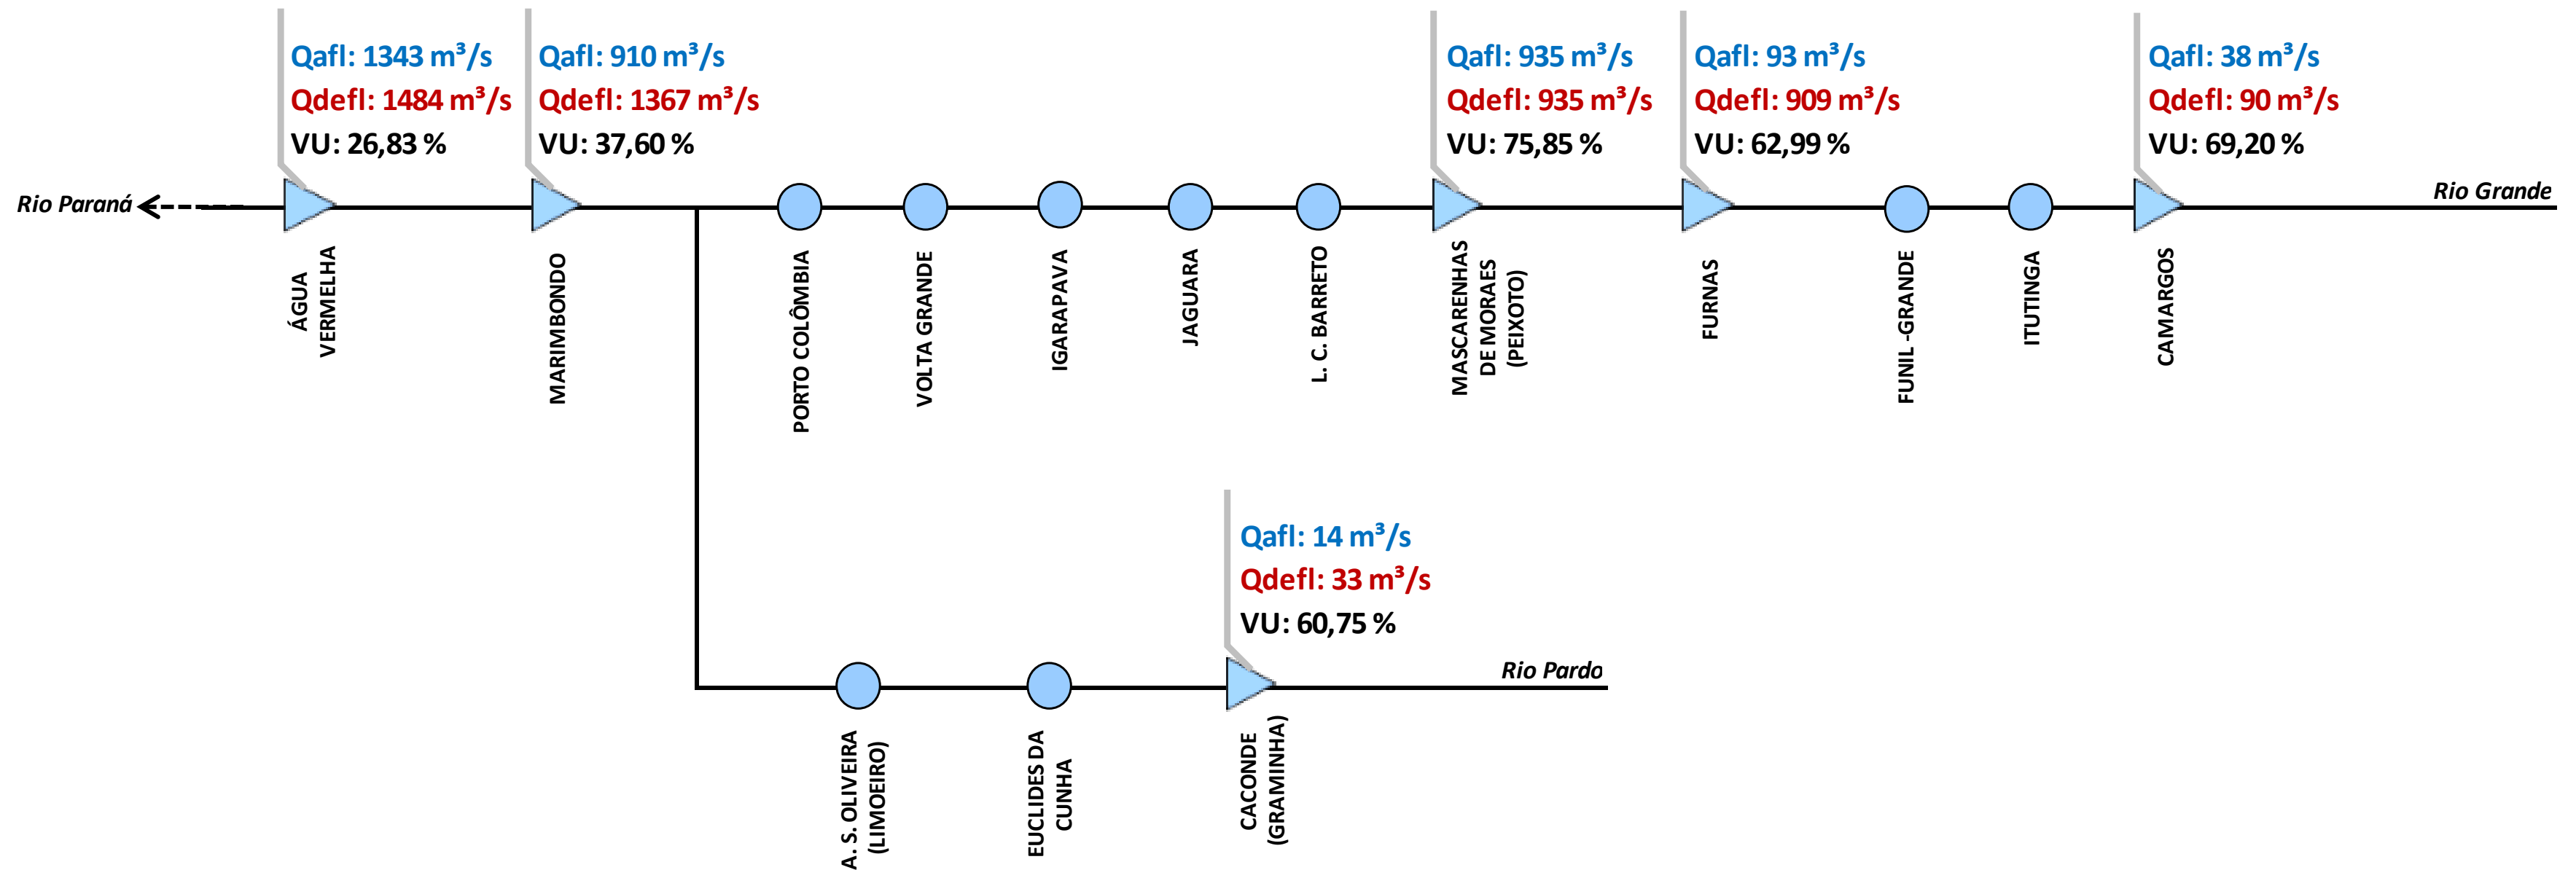 Qafl: 1343 m³/s
Qdefl: 1484 m³/s
VU: 26,83 %
Qafl: 910 m³/s
Qdefl: 1367 m³/s
VU: 37,60 %
Qafl: 935 m³/s
Qdefl: 935 m³/s
VU: 75,85 %
Qafl: 93 m³/s
Qdefl: 909 m³/s
VU: 62,99 %
Qafl: 38 m³/s
Qdefl: 90 m³/s
VU: 69,20 %
Rio Paraná
Rio Grande
ÁGUA
VERMELHA
MARIMBONDO
PORTO COLÔMBIA
VOLTA GRANDE
IGARAPAVA
JAGUARA
L. C. BARRETO
MASCARENHAS
DE MORAES
(PEIXOTO)
FURNAS
FUNIL -GRANDE
ITUTINGA
CAMARGOS
Qafl: 14 m³/s
Qdefl: 33 m³/s
VU: 60,75 %
Rio Pardo
A. S. OLIVEIRA
(LIMOEIRO)
EUCLIDES DA
CUNHA
CACONDE
(GRAMINHA)